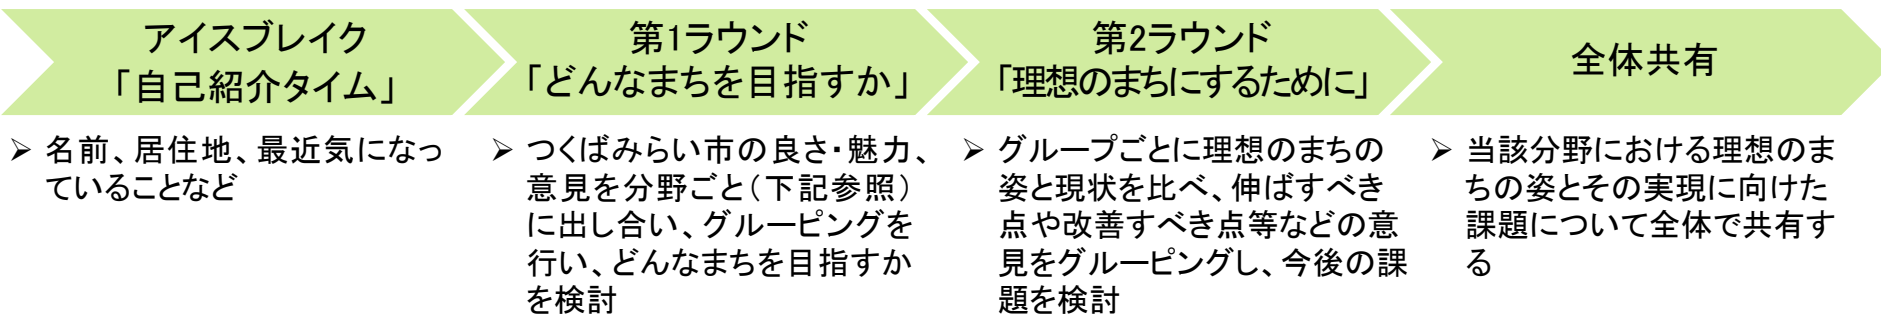 アイスブレイク
「自己紹介タイム」
➢ 名前、居住地、最近気になっ
ていることなど
第1ラウンド
「どんなまちを目指すか」
➢ つくばみらい市の良さ・魅力、
意見を分野ごと(下記参照)
に出し合い、グルーピングを
行い、どんなまちを目指すか
を検討
第2ラウンド
「理想のまちにするために」
➢ グループごとに理想のまちの
姿と現状を比べ、伸ばすべき
点や改善すべき点等などの意
見をグルーピングし、今後の課
題を検討
全体共有
➢ 当該分野における理想のま
ちの姿とその実現に向けた
課題について全体で共有す
る